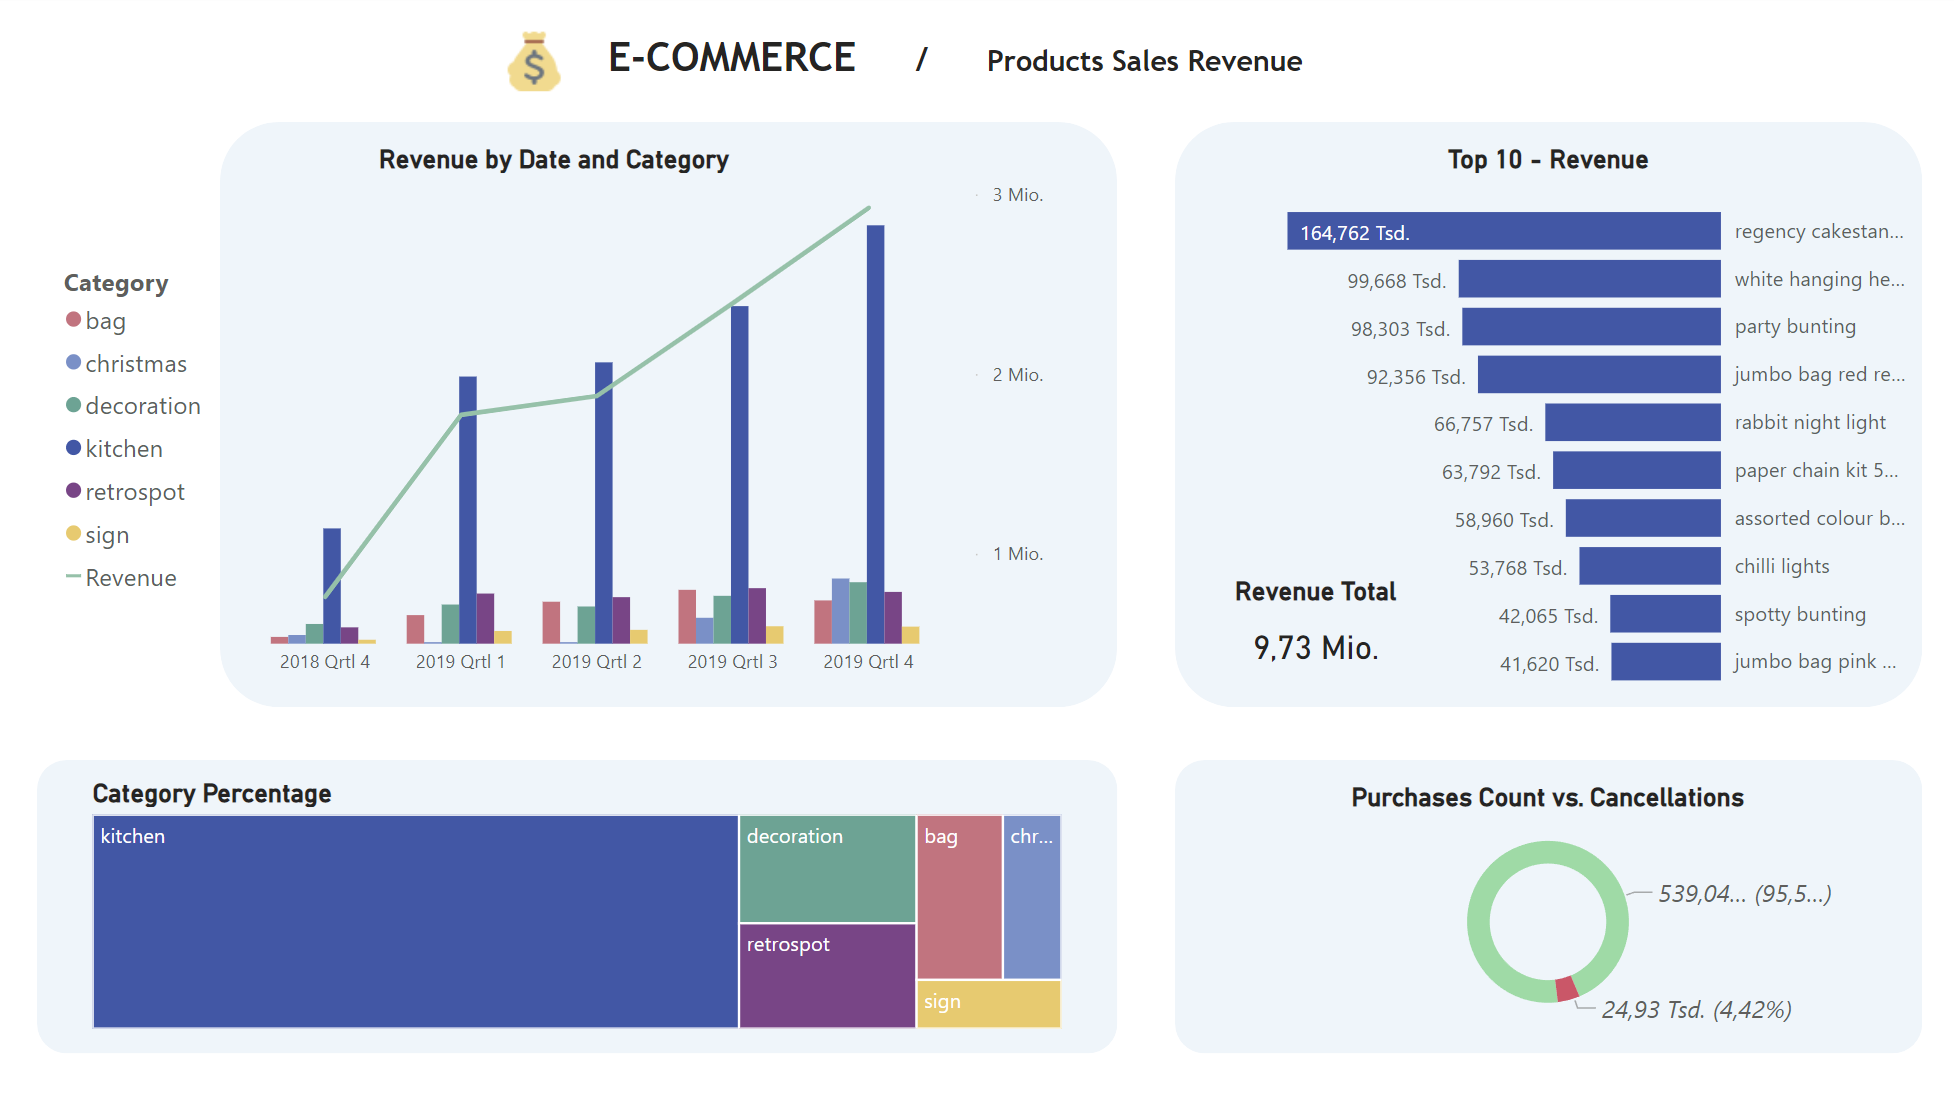 E-COMMERCE / Products Sales Revenue
Revenue by Date and Category
3 Mio.
2 Mio.
1 Mio.
Category
bag
christmas
decoration
kitchen
retrospot
sign
Revenue
2018 Qrtl 4
2019 Qrtl 1
2019 Qrtl 2
2019 Qrtl 3
2019 Qrtl 4
Top 10 - Revenue
164,762 Tsd. regency cakestan...
99,668 Tsd. white hanging he...
98,303 Tsd. party bunting
92,356 Tsd. jumbo bag red re...
66,757 Tsd. rabbit night light
63,792 Tsd. paper chain kit 5...
58,960 Tsd. assorted colour b...
53,768 Tsd. chilli lights
42,065 Tsd. spotty bunting
41,620 Tsd. jumbo bag pink ...
Revenue Total
9,73 Mio.
Category Percentage
kitchen
decoration
retrospot
bag
chr...
sign
Purchases Count vs. Cancellations
539,04... (95,5...)
24,93 Tsd. (4,42%)